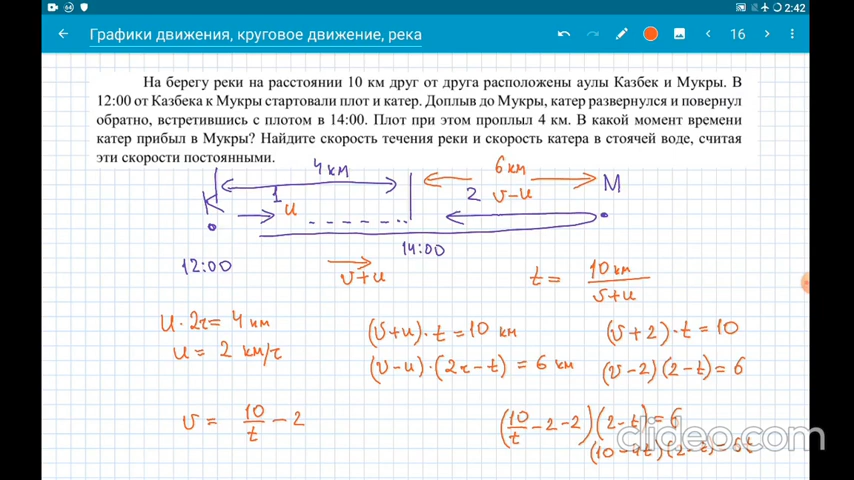 2:42
Графики движения, круговое движение, река
16
На берегу реки на расстоянии 10 км друг от друга расположены аулы Казбек и Мукры. В
12:00 от Казбека к Мукры стартовали плот и катер. Доплыв до Мукры, катер развернулся и повернул
обратно, встретившись с плотом в 14:00. Плот при этом проплыл 4 км. В какой момент времени
катер прибыл в Мукры? Найдите скорость течения реки и скорость катера в стоячей воде, считая
эти скорости постоянными.
4 км 6 км
K 1 u 2 v-u M
14:00
12:00 v+u t = 10 км / v+u
u · 2ч = 4 км (v+u) · t = 10 км (v+2) · t = 10
u = 2 км/ч (v-u) · (2ч - t) = 6 км (v-2)(2-t) = 6
v = 10/t - 2 (10/t - 2 - 2)(2-t) = 6
clideo.com
(10-4t)(2-t) = 6t